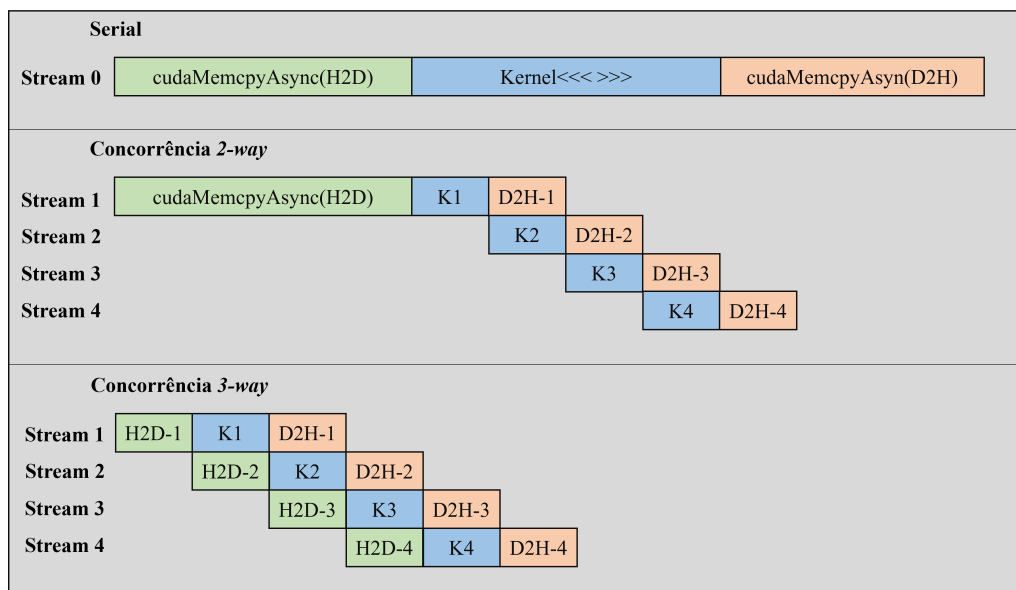 Serial
Stream 0 cudaMemcpyAsync(H2D) Kernel<<< >>> cudaMemcpyAsyn(D2H)
Concorrência 2-way
Stream 1 cudaMemcpyAsync(H2D) K1 D2H-1
Stream 2 K2 D2H-2
Stream 3 K3 D2H-3
Stream 4 K4 D2H-4
Concorrência 3-way
Stream 1 H2D-1 K1 D2H-1
Stream 2 H2D-2 K2 D2H-2
Stream 3 H2D-3 K3 D2H-3
Stream 4 H2D-4 K4 D2H-4